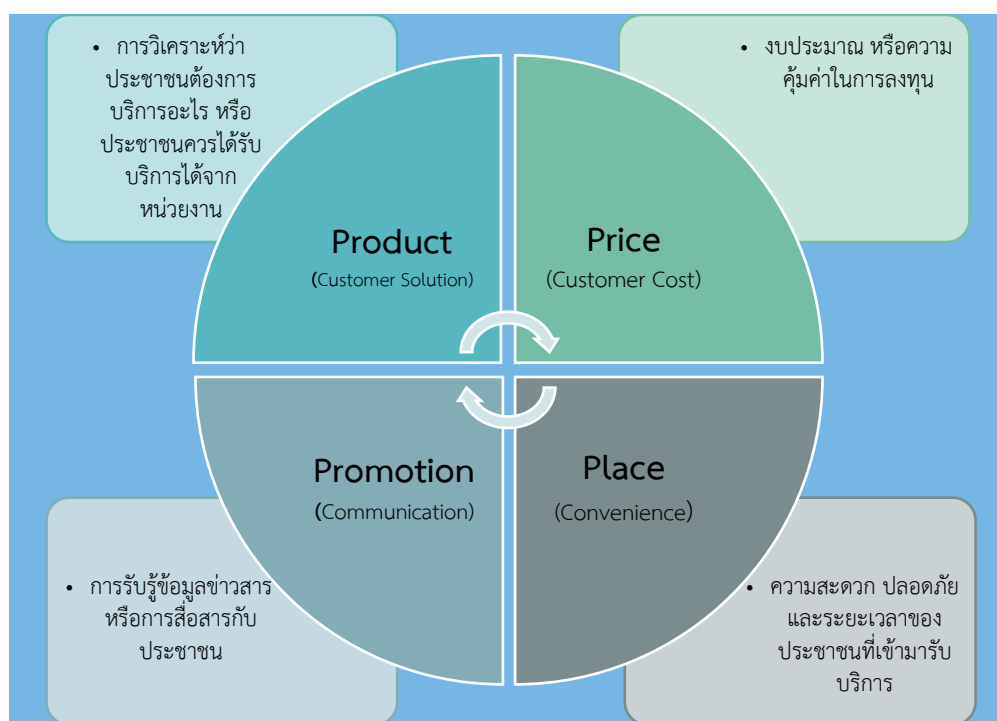 • การวิเคราะห์ว่า
ประชาชนต้องการ
บริการอะไร หรือ
ประชาชนควรได้รับ
บริการได้จาก
หน่วยงาน
• งบประมาณ หรือความ
คุ้มค่าในการลงทุน
Product
(Customer Solution)
Price
(Customer Cost)
Promotion
(Communication)
Place
(Convenience)
• การรับรู้ข้อมูลข่าวสาร
หรือการสื่อสารกับ
ประชาชน
• ความสะดวก ปลอดภัย
และระยะเวลาของ
ประชาชนที่เข้ามารับ
บริการ